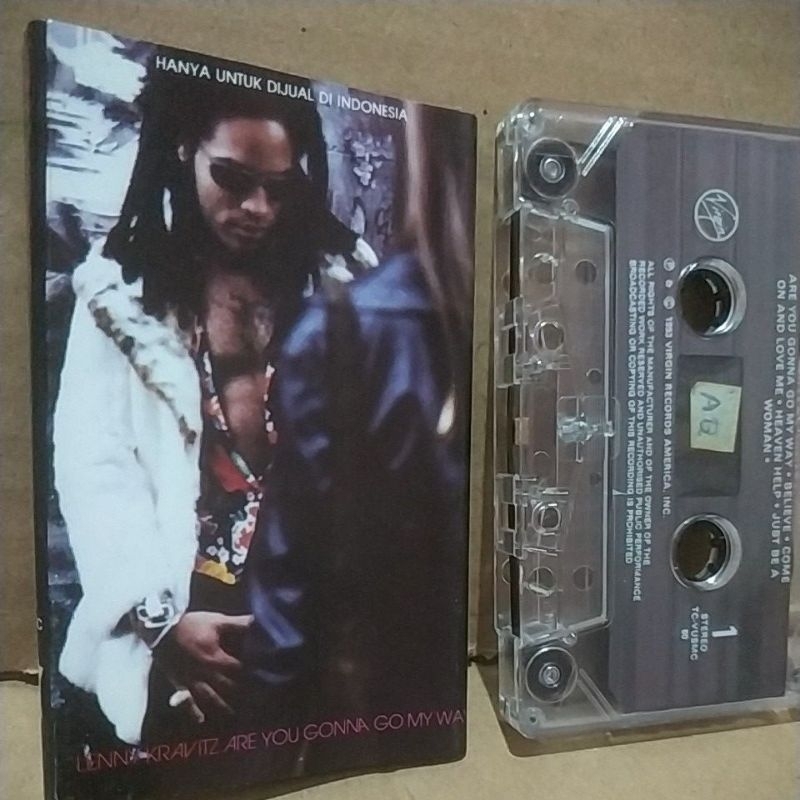 HANYA UNTUK DIJUAL DI INDONESIA
LENNY KRAVITZ ARE YOU GONNA GO MY WAY
Virgin
ARE YOU GONNA GO MY WAY • BELIEVE • COME
ON AND LOVE ME • HEAVEN HELP • JUST BE A
WOMAN •
AQ
℗ & © 1993 VIRGIN RECORDS AMERICA, INC.
ALL RIGHTS OF THE MANUFACTURER AND OF THE OWNER OF THE
RECORDED WORK RESERVED AND UNAUTHORISED PUBLIC PERFORMANCE
BROADCASTING OR COPYING OF THIS RECORDING IS PROHIBITED
1
STEREO
TC-VUSMC
60